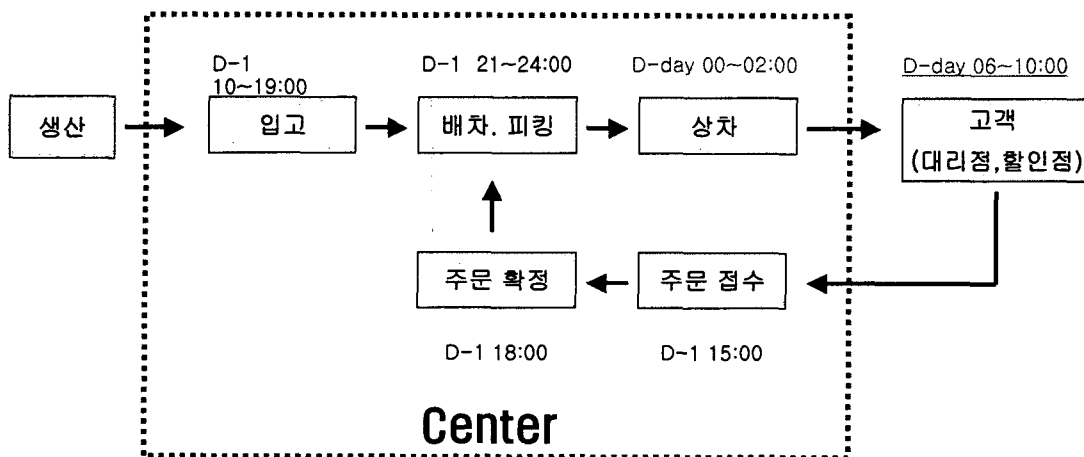 D-1
10~19:00
D-1 21~24:00
D-day 00~02:00
D-day 06~10:00
생산
입고
배차. 피킹
상차
고객
(대리점,할인점)
주문 확정
주문 접수
D-1 18:00
D-1 15:00
Center